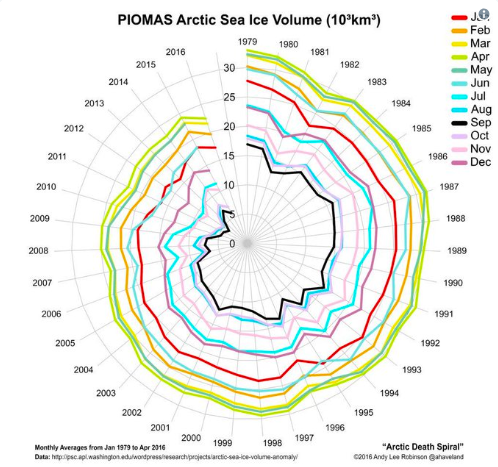 PIOMAS Arctic Sea Ice Volume (10³km³)
Feb
Mar
Apr
May
Jun
Jul
Aug
Sep
Oct
Nov
Dec
1979
1980
1981
1982
1983
1984
1985
1986
1987
1988
1989
1990
1991
1992
1993
1994
1995
1996
1997
1998
1999
2000
2001
2002
2003
2004
2005
2006
2007
2008
2009
2010
2011
2012
2013
2014
2015
2016
30
25
20
15
10
5
0
Monthly Averages from Jan 1979 to Apr 2016
Data: http://psc.apl.washington.edu/wordpress/research/projects/arctic-sea-ice-volume-anomaly/
“Arctic Death Spiral”
©2016 Andy Lee Robinson @ahaveland